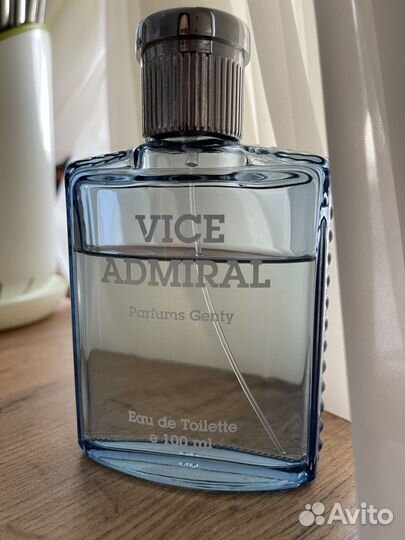 VICE
ADMIRAL
Parfums Genty
Eau de Toilette
e 100 ml
Avito